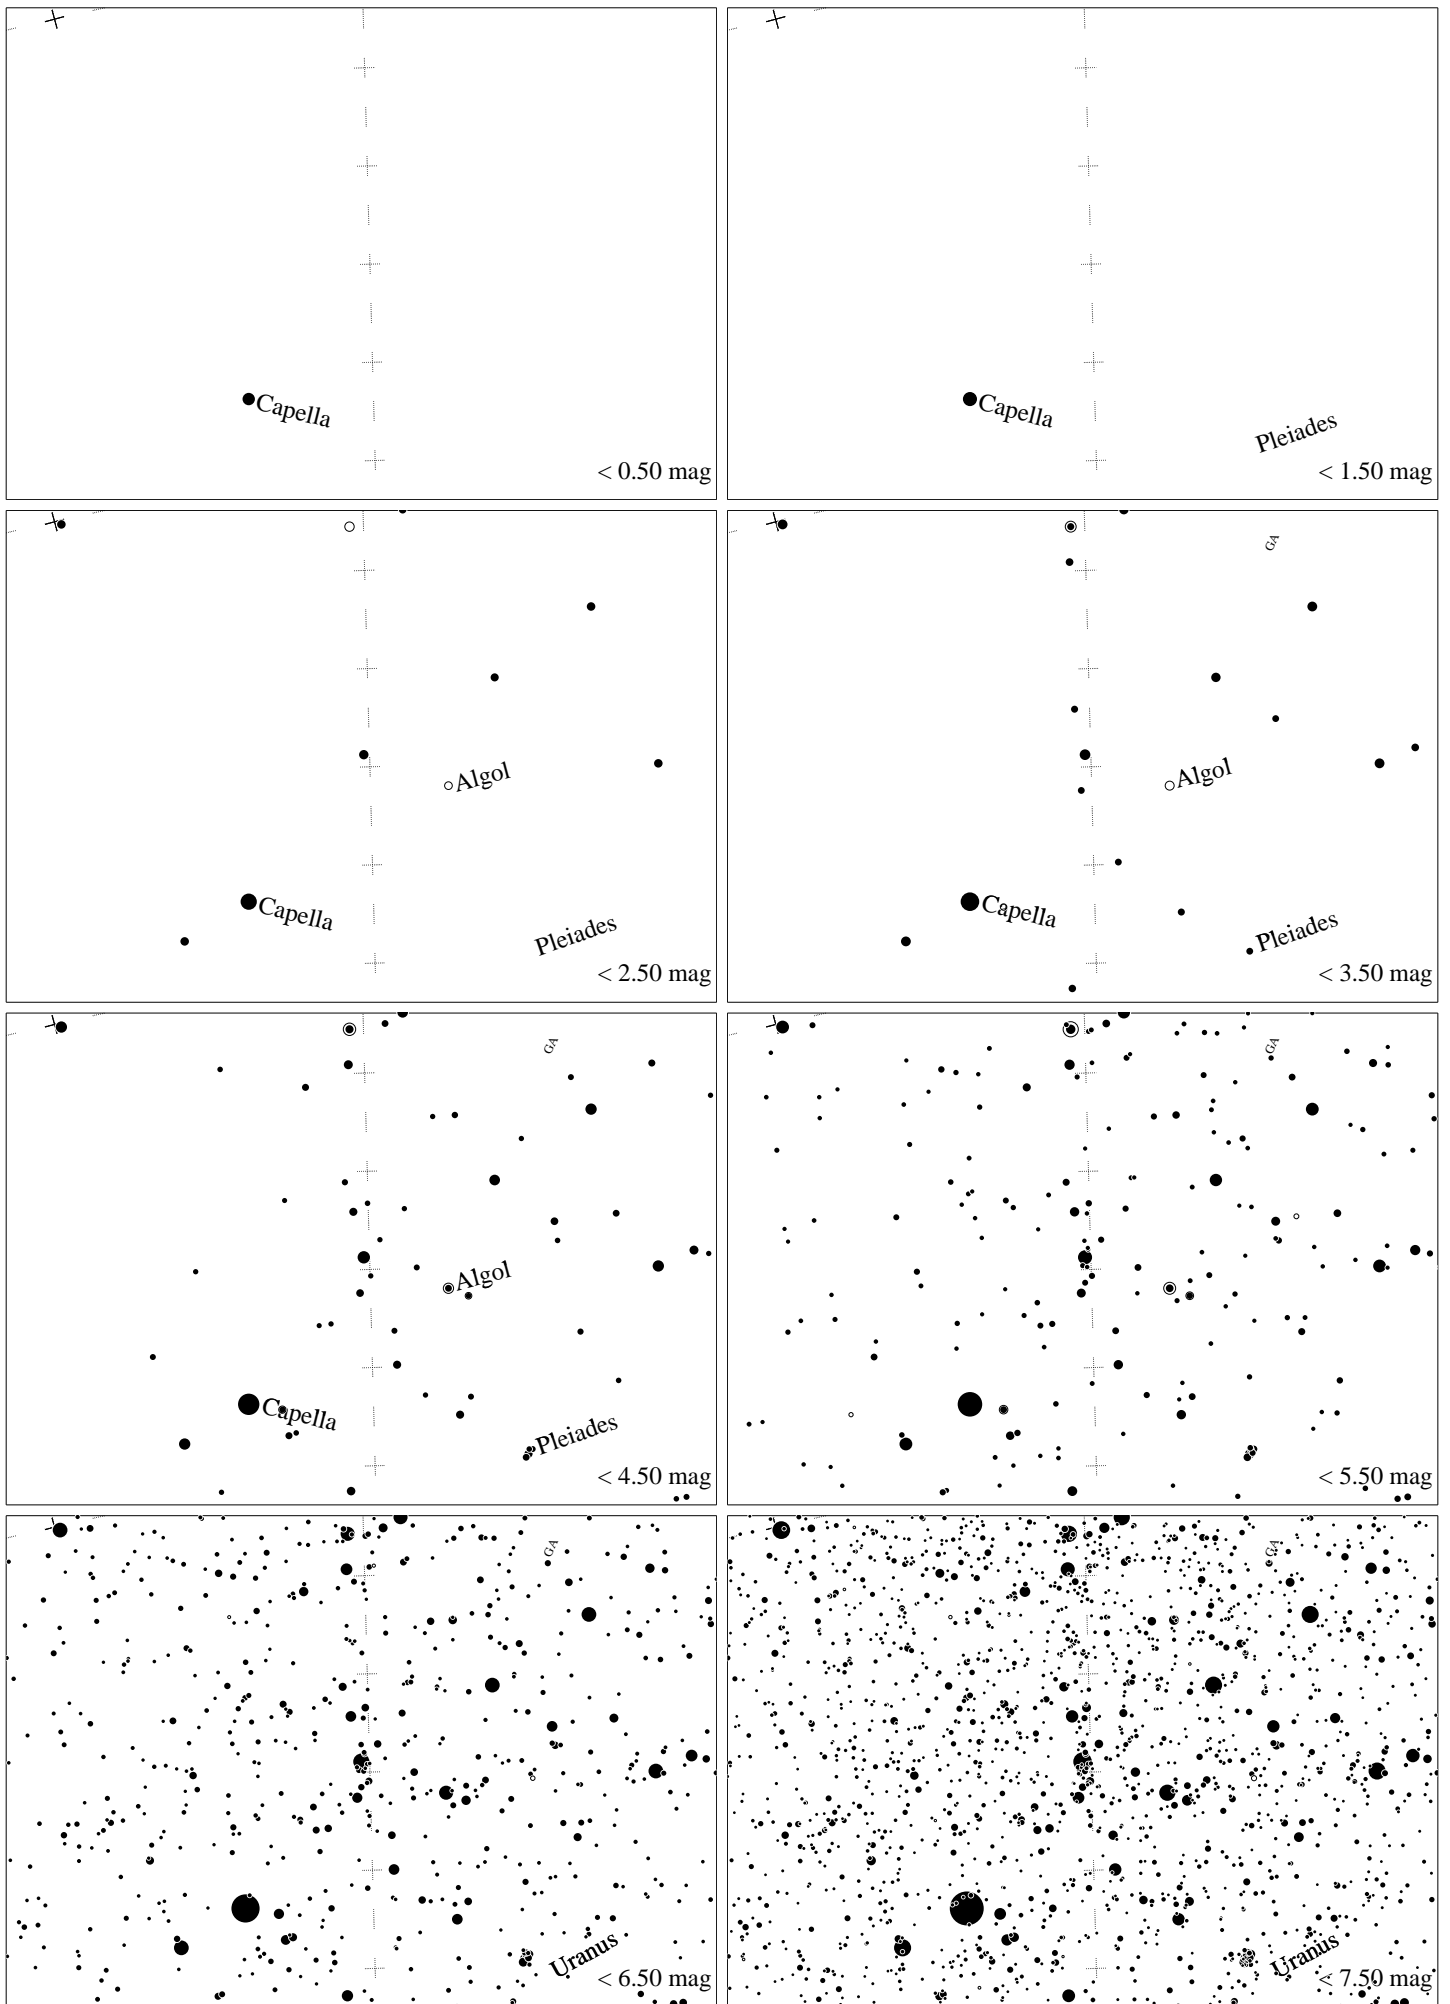 Capella
< 0.50 mag
Capella
Pleiades
< 1.50 mag
Algol
Capella
Pleiades
< 2.50 mag
GA
Algol
Capella
Pleiades
< 3.50 mag
GA
Algol
Capella
Pleiades
< 4.50 mag
GA
< 5.50 mag
GA
Uranus
< 6.50 mag
GA
Uranus
< 7.50 mag